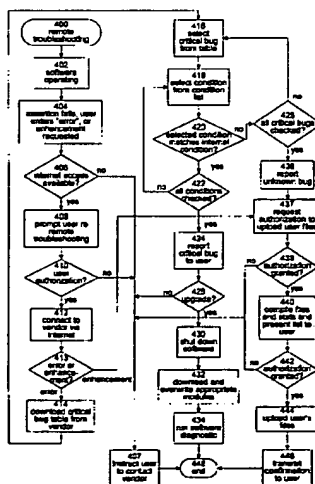 400
remote
troubleshooting
402
software
operating
404
assertion fails, user
enters "error", or
enhancement
requested
406
internet access
available?
no
yes
408
prompt user re
remote
troubleshooting
410
user
authorization?
no
yes
412
connect to
vendor via
internet
413
error or
enhance-
ment?
enhancement
error
414
download critical
bug table from
vendor
407
instruct user
to contact
vendor
416
select
critical bug
from table
418
select condition
from condition
list
420
selected condition
matches internal
condition?
no
yes
422
all conditions
checked?
no
yes
424
report
critical bug
to user
426
upgrade?
no
yes
430
shut down
software
432
download and
overwrite appropriate
modules
434
run software
diagnostic
448
end
428
all critical bugs
checked?
no
yes
436
report
unknown bug
437
request
authorization to
upload user files
438
authorization
granted?
no
yes
440
compile files
and stats and
present list to
user
442
authorization
granted?
no
yes
444
upload user's
files
446
transmit
confirmation to
user